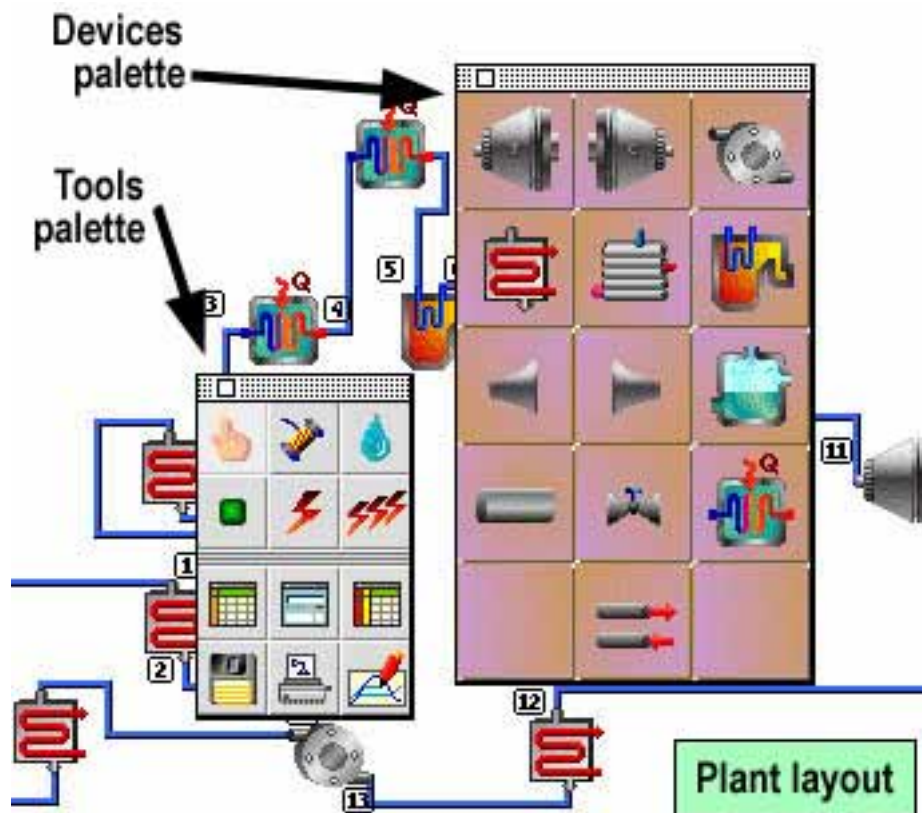 Devices
palette
Q
Tools
palette
5
3
Q
4
11
Q
1
2
12
Plant layout
13